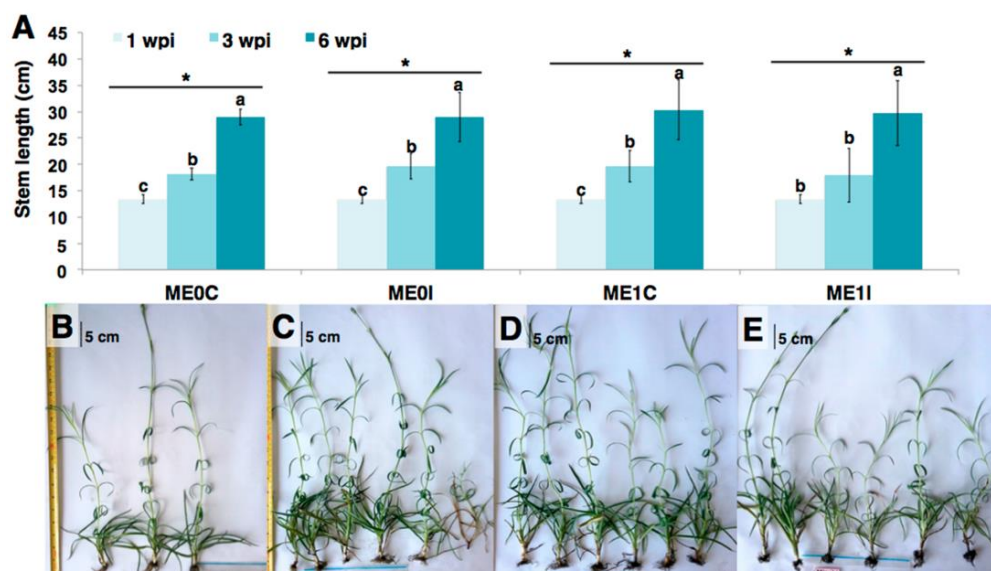 A
1 wpi 3 wpi 6 wpi
Stem length (cm)
45
40
35
30
25
20
15
10
5
0
* * * *
c b a c b a c b a b b a
ME0C ME0I ME1C ME1I
B 5 cm C 5 cm D 5 cm E 5 cm